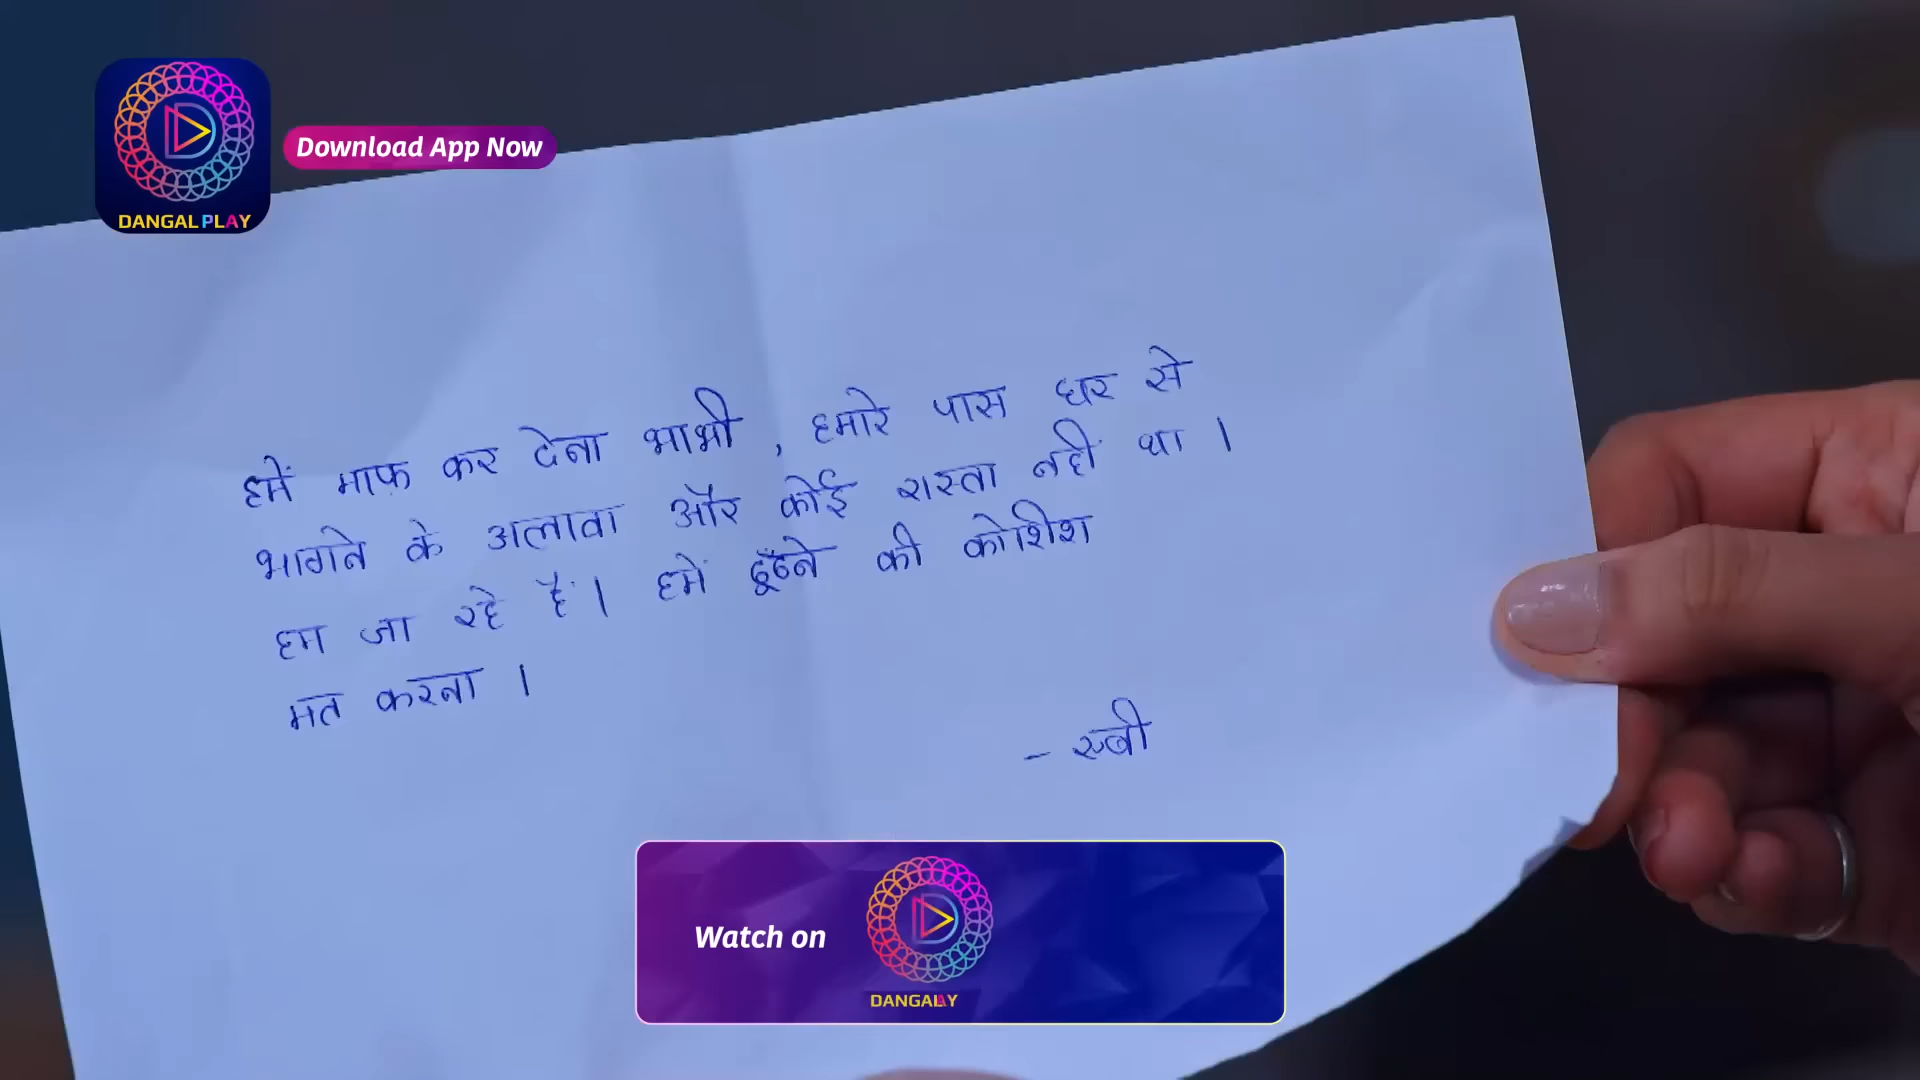 DANGAL PLAY
Download App Now
हमें माफ़ कर देना भाभी , हमारे पास घर से
भागने के अलावा और कोई रास्ता नहीं था ।
हम जा रहे हैं । हमें ढूँढने की कोशिश
मत करना ।
- रूबी
Watch on
DANGALAY